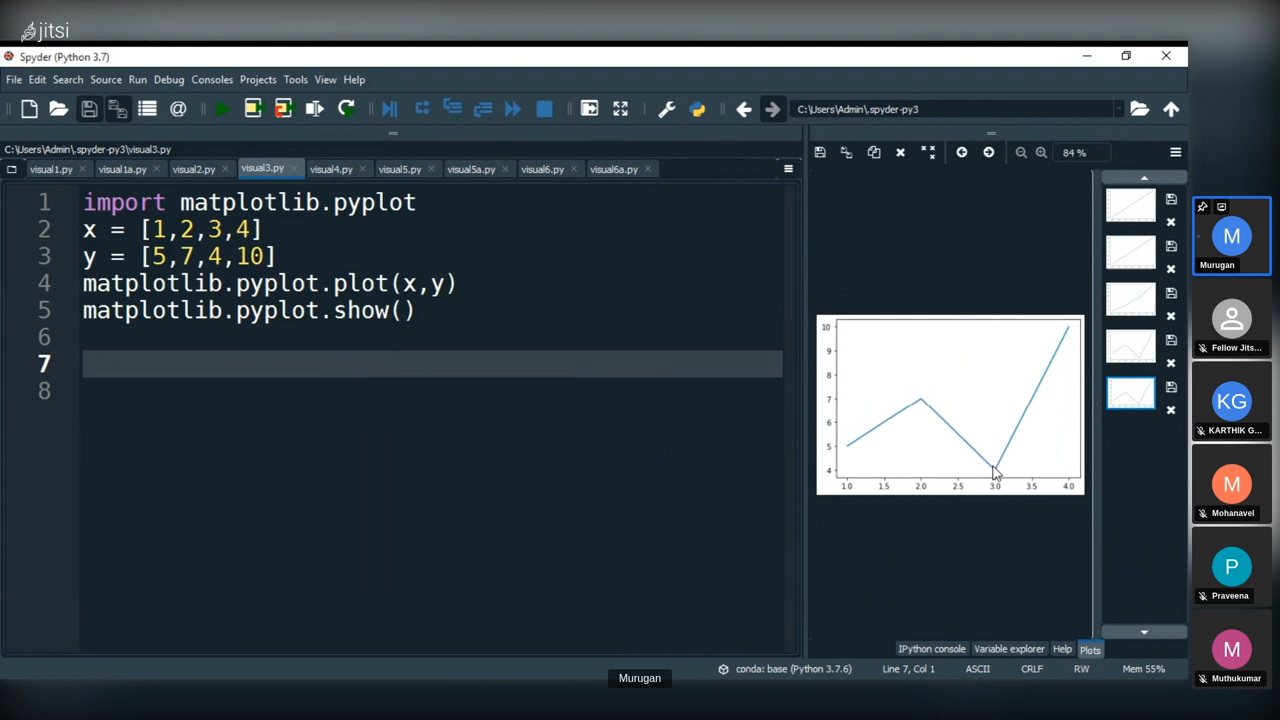 jitsi
Spyder (Python 3.7)
File Edit Search Source Run Debug Consoles Projects Tools View Help
C:\Users\Admin\.spyder-py3
C:\Users\Admin\.spyder-py3\visual3.py
visual1.py visual1a.py visual2.py visual3.py visual4.py visual5.py visual5a.py visual6.py visual6a.py
84 %
1 import matplotlib.pyplot
2 x = [1,2,3,4]
3 y = [5,7,4,10]
4 matplotlib.pyplot.plot(x,y)
5 matplotlib.pyplot.show()
6
7
8
10
9
8
7
6
5
4
1.0 1.5 2.0 2.5 3.0 3.5 4.0
IPython console Variable explorer Help Plots
conda: base (Python 3.7.6) Line 7, Col 1 ASCII CRLF RW Mem 55%
Murugan
M
Murugan
Fellow Jits...
KG
KARTHIK G...
M
Mohanavel
P
Praveena
M
Muthukumar